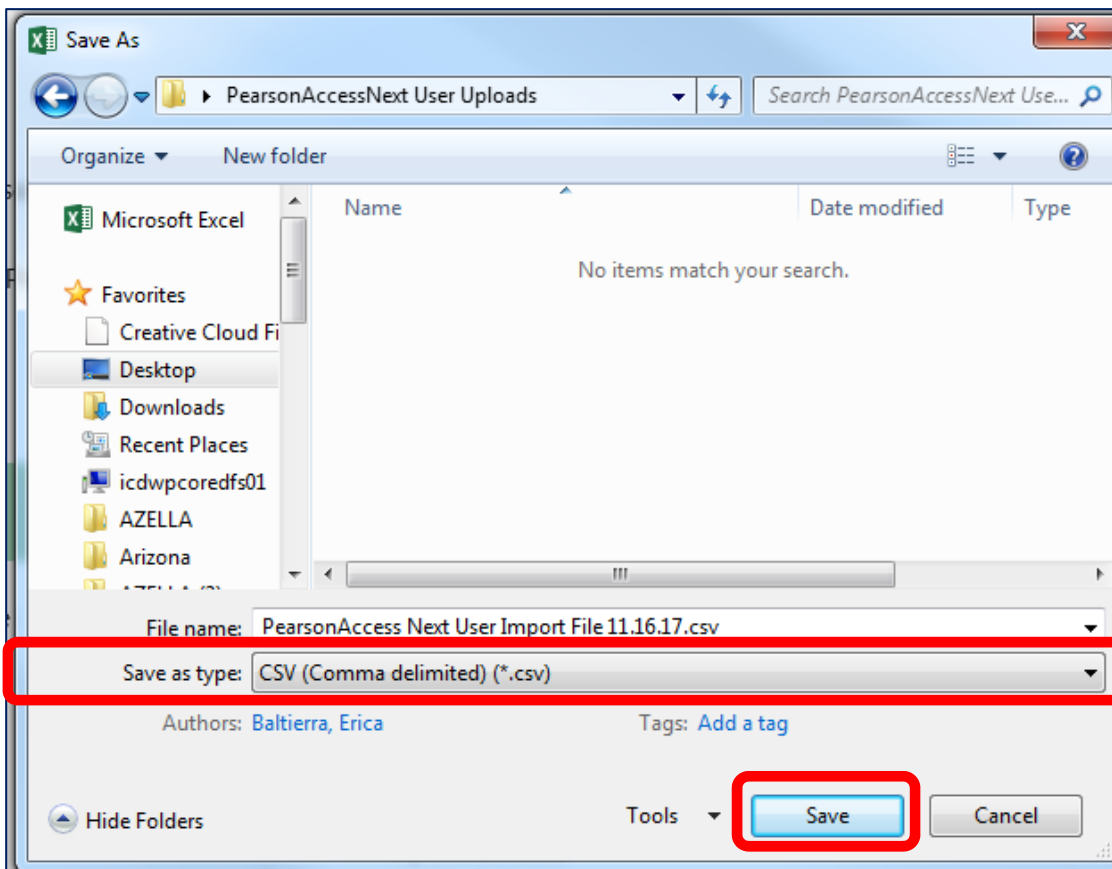 Save As
PearsonAccessNext User Uploads
Search PearsonAccessNext Use...
Organize New folder
Name Date modified Type
No items match your search.
Microsoft Excel
Favorites
Creative Cloud Fi
Desktop
Downloads
Recent Places
icdwpcoredfs01
AZELLA
Arizona
File name: PearsonAccess Next User Import File 11.16.17.csv
Save as type: CSV (Comma delimited) (*.csv)
Authors: Baltierra, Erica Tags: Add a tag
Hide Folders Tools Save Cancel